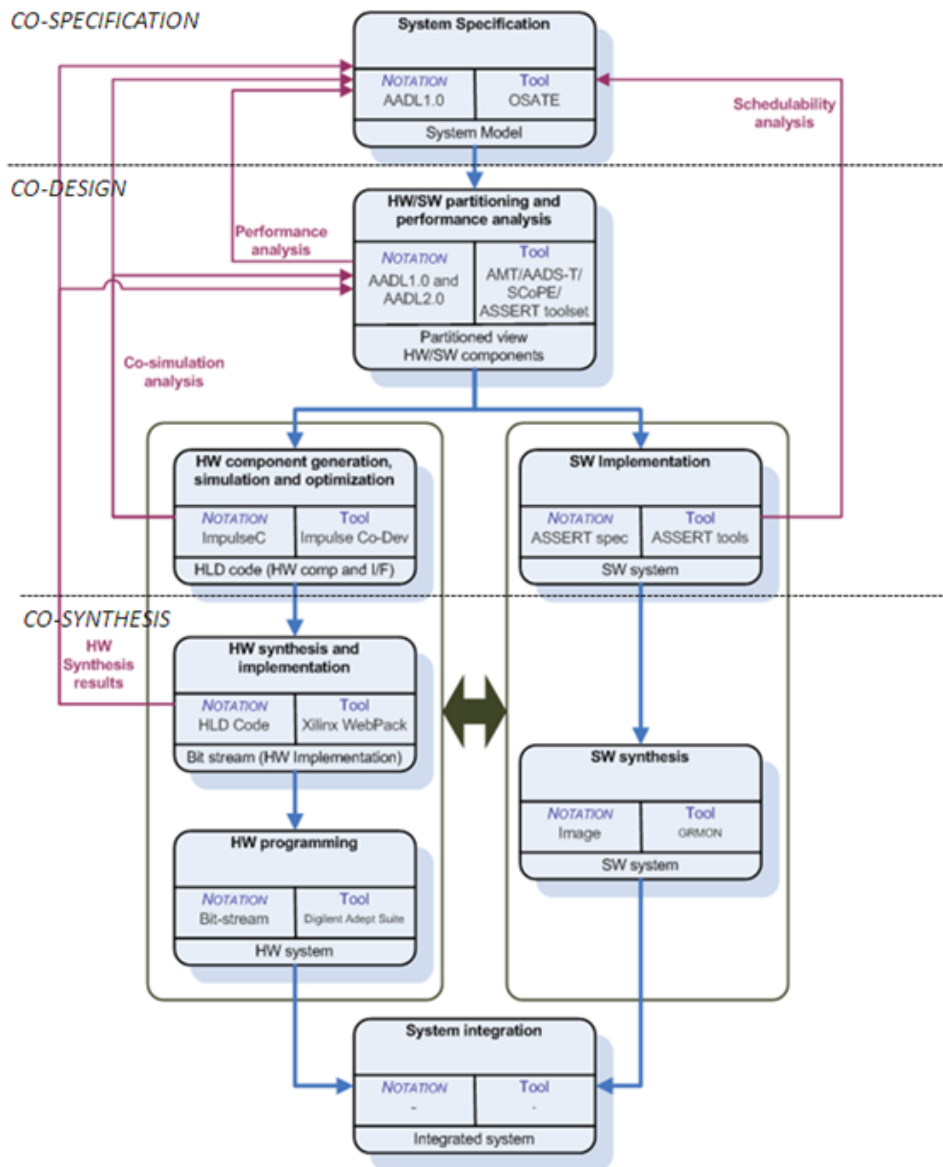 CO-SPECIFICATION
System Specification
NOTATION
AADL1.0
Tool
OSATE
System Model
Schedulability
analysis
CO-DESIGN
HW/SW partitioning and
performance analysis
NOTATION
AADL1.0 and
AADL2.0
Tool
AMT/AADS-T/
SCoPE/
ASSERT toolset
Partitioned view
HW/SW components
Performance
analysis
Co-simulation
analysis
HW component generation,
simulation and optimization
NOTATION
ImpulseC
Tool
Impulse Co-Dev
HLD code (HW comp and I/F)
SW Implementation
NOTATION
ASSERT spec
Tool
ASSERT tools
SW system
CO-SYNTHESIS
HW
Synthesis
results
HW synthesis and
implementation
NOTATION
HLD Code
Tool
Xilinx WebPack
Bit stream (HW Implementation)
SW synthesis
NOTATION
Image
Tool
GRMON
SW system
HW programming
NOTATION
Bit-stream
Tool
Digilent Adept Suite
HW system
System integration
NOTATION
-
Tool
-
Integrated system